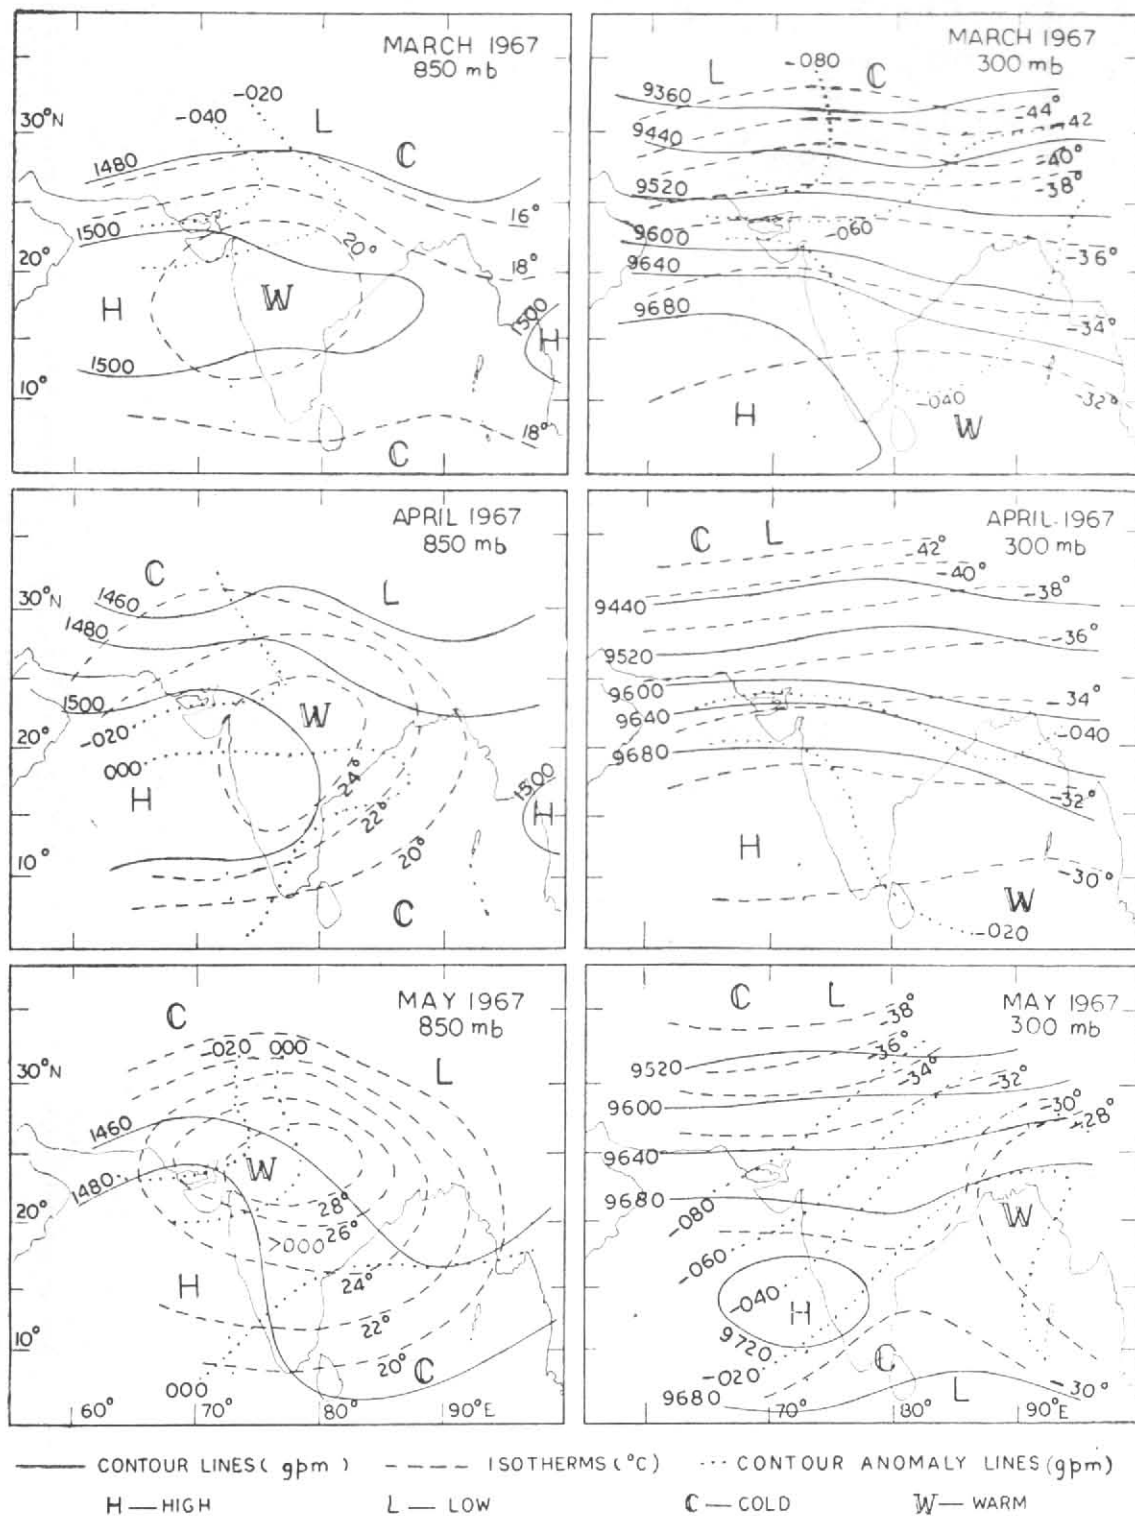 MARCH 1967
850 mb
-020
-040
L
30°N
1480
C
16°
1500
20°
20°
18°
H
W
1500
H
1500
10°
18°
C
MARCH 1967
300 mb
-080
L
C
9360
-44°
-42
9440
-40°
-38°
9520
-060
9600
-36°
9640
9680
-34°
-040
-32°
H
W
APRIL 1967
850 mb
C
L
1460
30°N
1480
1500
W
-020
20°
000
24°
1500
H
22°
H
20°
10°
C
APRIL 1967
300 mb
C
L
-42°
-40°
-38°
9440
-36°
9520
9600
-34°
9640
-040
9680
-32°
H
-30°
W
-020
MAY 1967
850 mb
C
-020
000
L
30°N
1460
W
1480
28°
20°
>000
26°
H
24°
22°
10°
20°
C
000
60°
70°
80°
90°E
MAY 1967
300 mb
C
L
-38°
-36°
9520
-34°
-32°
9600
-30°
-28°
9640
9680
W
-080
-060
-040
H
9720
C
-020
L
-30°
9680
70°
80°
90°E
CONTOUR LINES( gpm )
ISOTHERMS(°C)
CONTOUR ANOMALY LINES(gpm)
H — HIGH
L — LOW
C — COLD
W — WARM